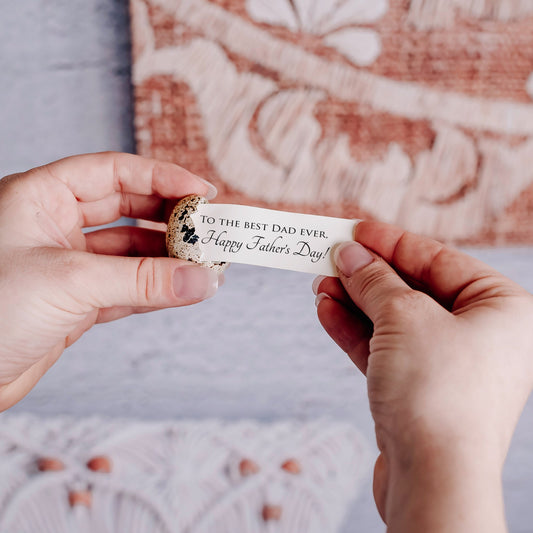 To the best Dad ever,
Happy Father's Day!